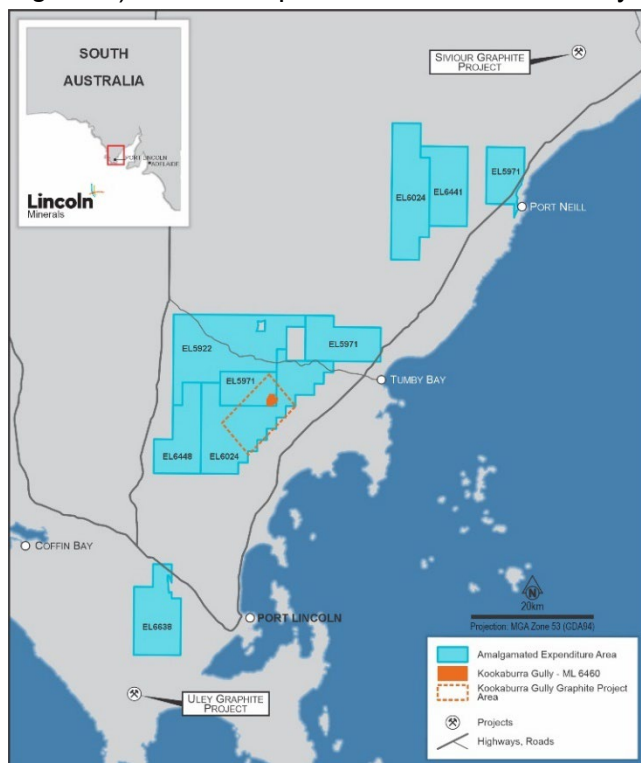 SOUTH
AUSTRALIA
PORT LINCOLN
ADELAIDE
Lincoln
Minerals
SIVIOUR GRAPHITE
PROJECT
EL6024
EL6441
EL5971
PORT NEILL
EL5922
EL5971
EL5971
TUMBY BAY
EL6448
EL6024
COFFIN BAY
EL6638
PORT LINCOLN
ULEY GRAPHITE
PROJECT
N
20km
Projection: MGA Zone 53 (GDA94)
Amalgamated Expenditure Area
Kookaburra Gully - ML 6460
Kookaburra Gully Graphite Project
Area
Projects
Highways, Roads